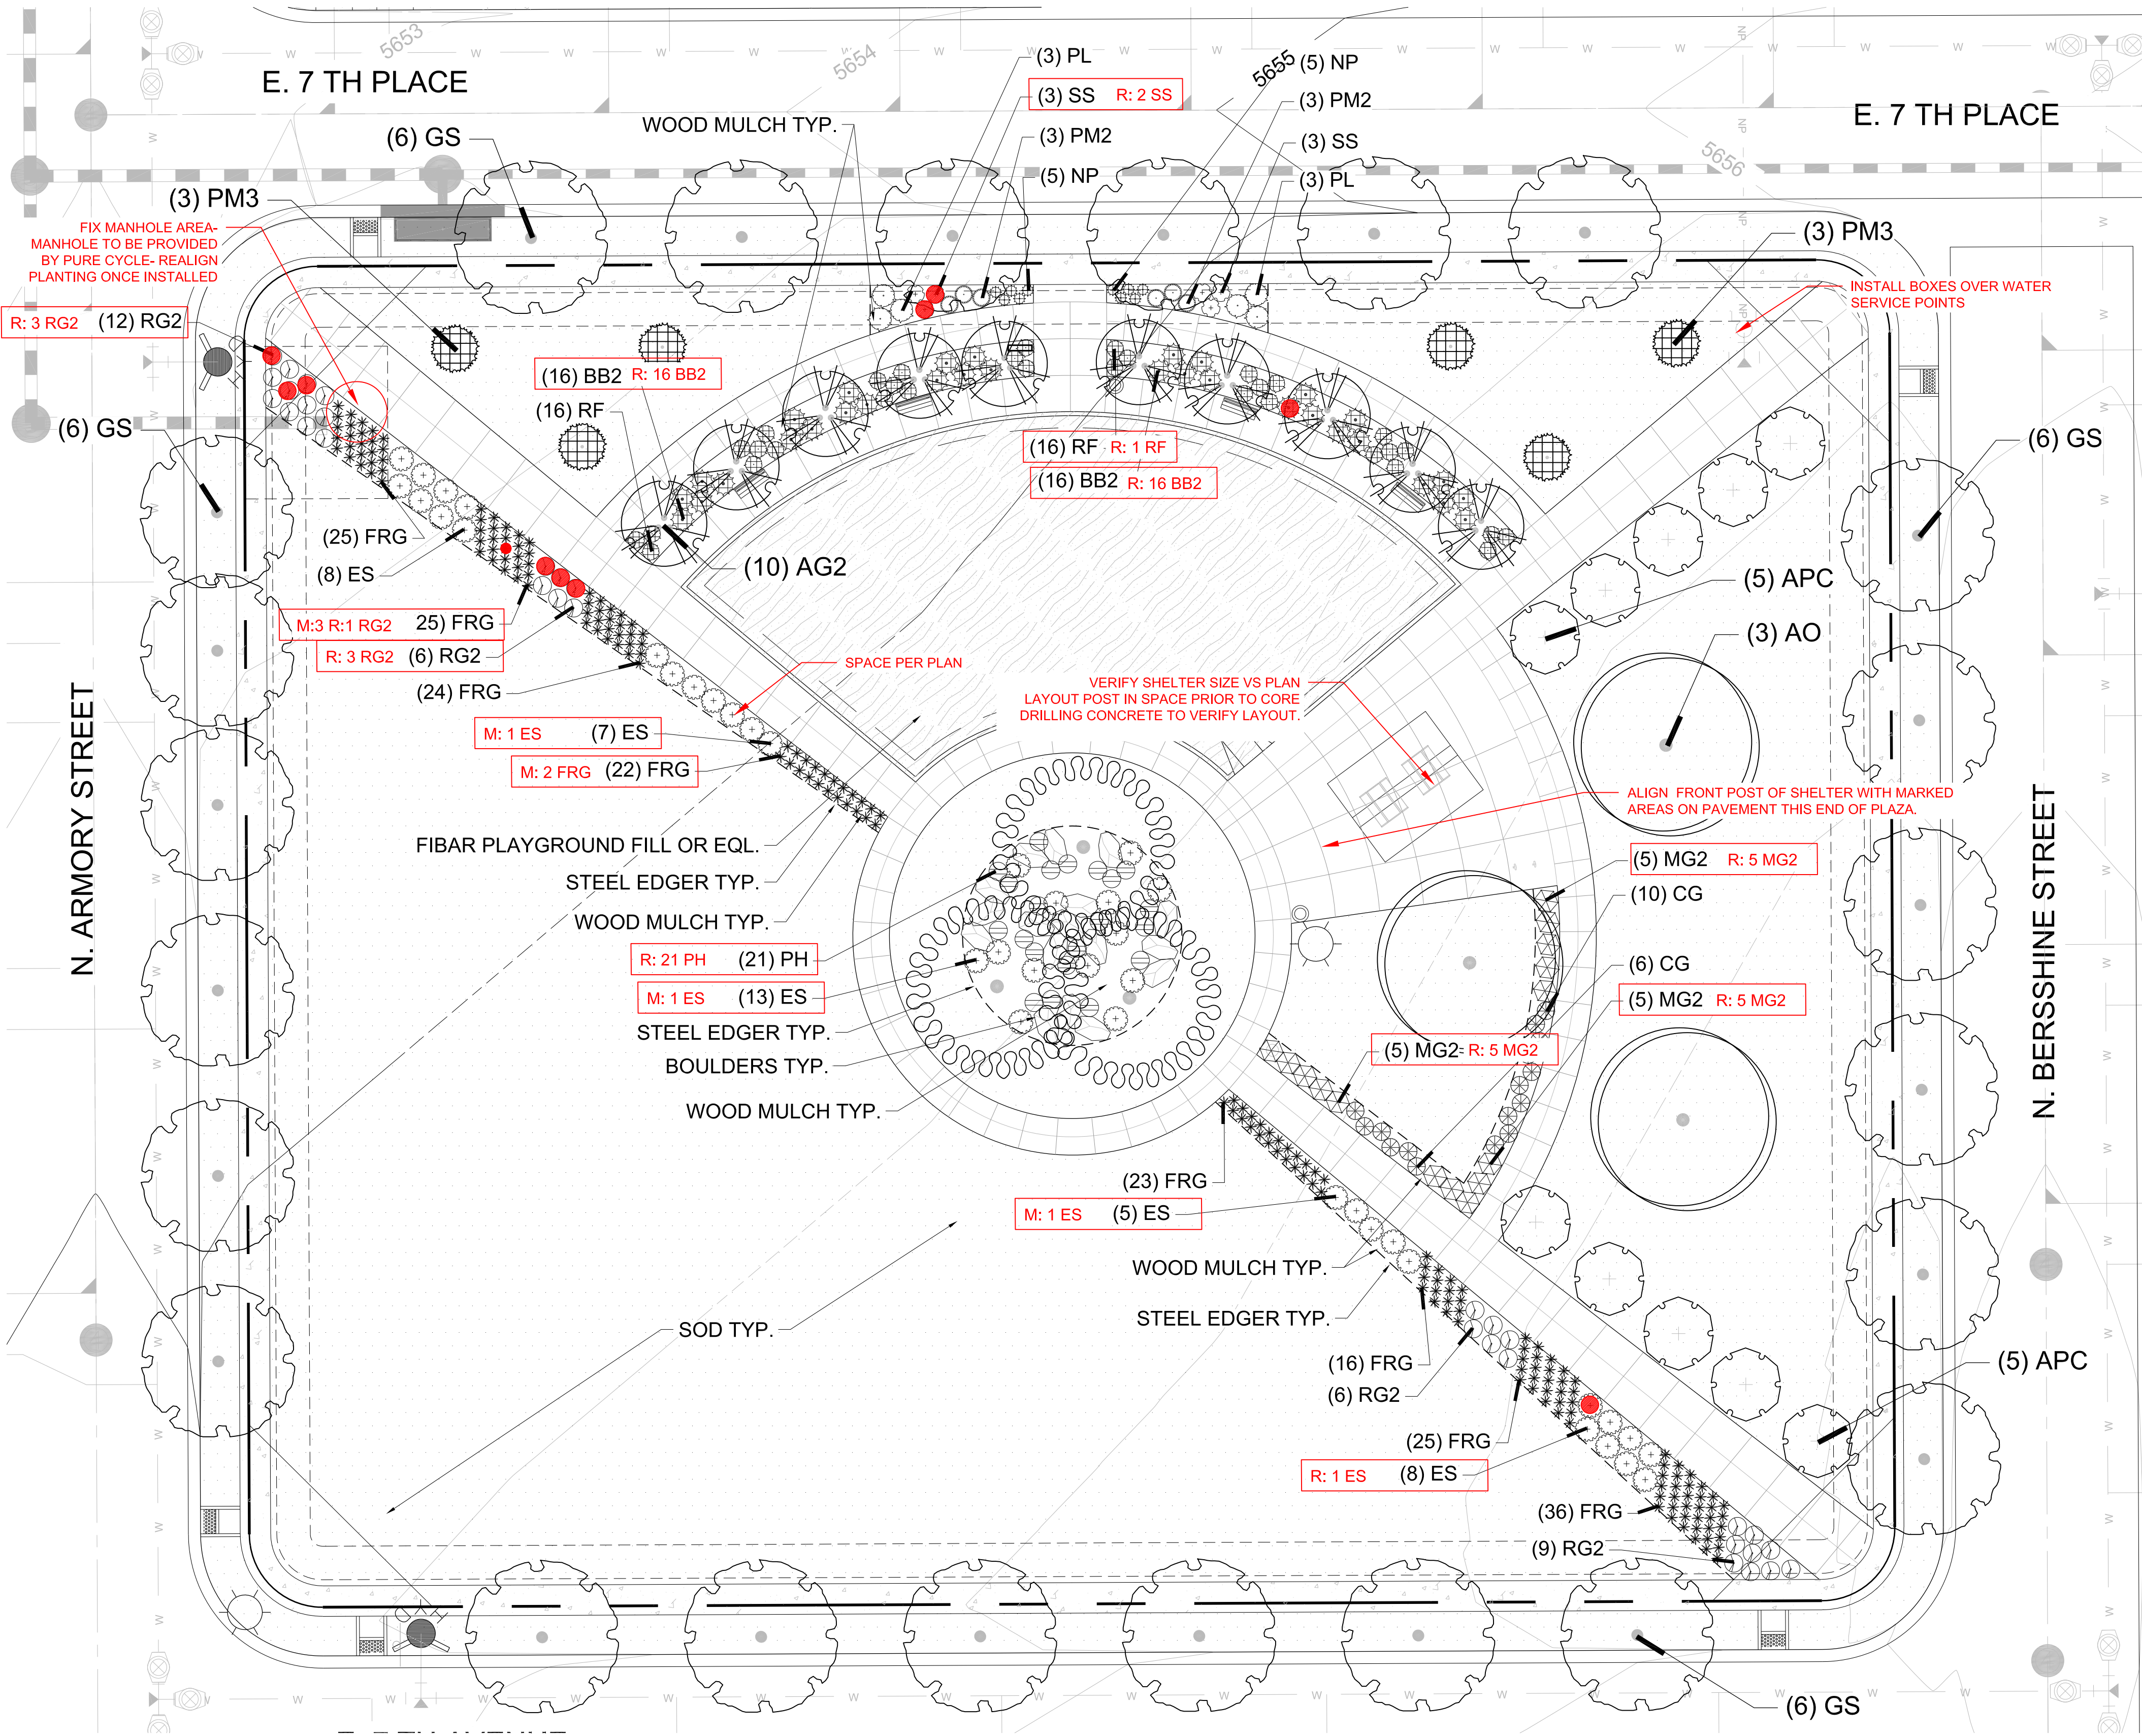 5653
5654
5655
5656
E. 7 TH PLACE
E. 7 TH PLACE
(3) PL
(3) SS R: 2 SS
(3) PM2
(5) NP
(5) NP
(3) PM2
(3) SS
(3) PL
WOOD MULCH TYP.
(6) GS
(3) PM3
FIX MANHOLE AREA-
MANHOLE TO BE PROVIDED
BY PURE CYCLE- REALIGN
PLANTING ONCE INSTALLED
R: 3 RG2 (12) RG2
(3) PM3
INSTALL BOXES OVER WATER
SERVICE POINTS
(6) GS
(6) GS
(16) BB2 R: 16 BB2
(16) RF
(16) RF R: 1 RF
(16) BB2 R: 16 BB2
(25) FRG
(8) ES
(10) AG2
(5) APC
M:3 R:1 RG2 25) FRG
R: 3 RG2 (6) RG2
(24) FRG
(3) AO
SPACE PER PLAN
VERIFY SHELTER SIZE VS PLAN
LAYOUT POST IN SPACE PRIOR TO CORE
DRILLING CONCRETE TO VERIFY LAYOUT.
M: 1 ES (7) ES
M: 2 FRG (22) FRG
ALIGN FRONT POST OF SHELTER WITH MARKED
AREAS ON PAVEMENT THIS END OF PLAZA.
N. ARMORY STREET
N. BERSSHINE STREET
FIBAR PLAYGROUND FILL OR EQL.
STEEL EDGER TYP.
WOOD MULCH TYP.
R: 21 PH (21) PH
M: 1 ES (13) ES
STEEL EDGER TYP.
BOULDERS TYP.
WOOD MULCH TYP.
(5) MG2 R: 5 MG2
(10) CG
(6) CG
(5) MG2 R: 5 MG2
(5) MG2 R: 5 MG2
(23) FRG
M: 1 ES (5) ES
WOOD MULCH TYP.
STEEL EDGER TYP.
SOD TYP.
(16) FRG
(6) RG2
(5) APC
(25) FRG
R: 1 ES (8) ES
(36) FRG
(9) RG2
(6) GS